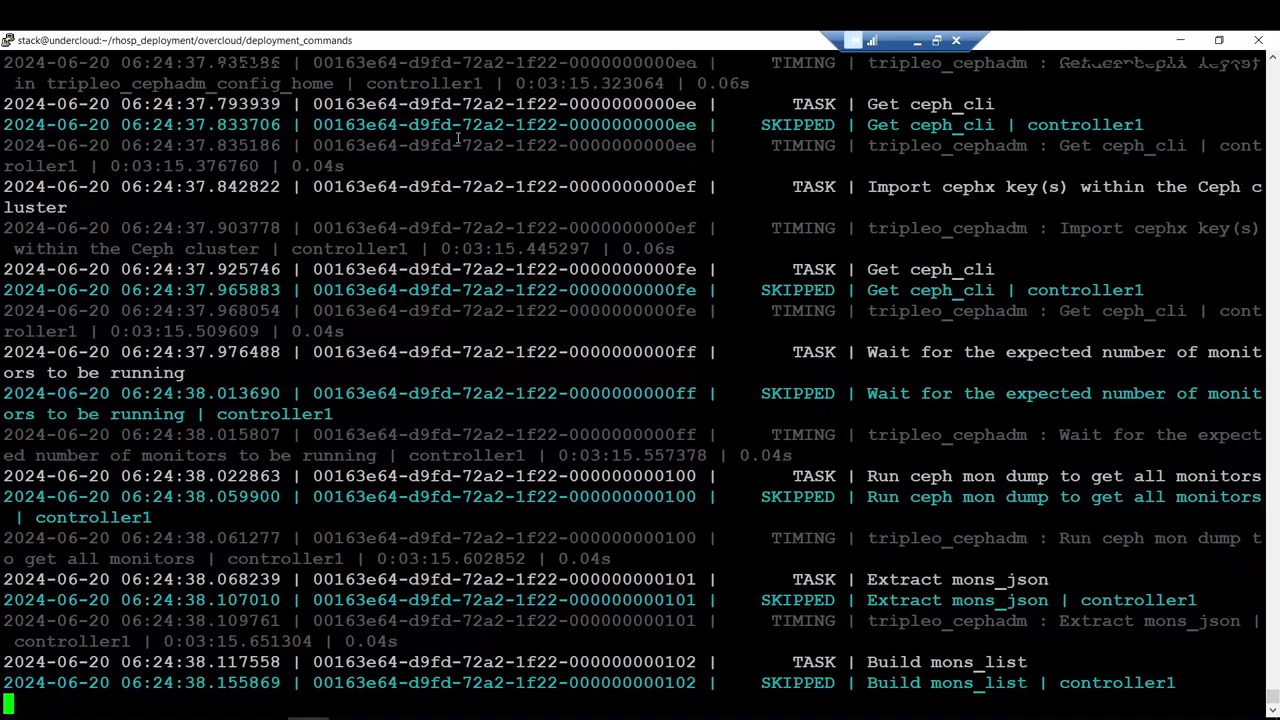 stack@undercloud:~/rhosp_deployment/overcloud/deployment_commands
2024-06-20 06:24:37.935186 | 00163e64-d9fd-72a2-1f22-0000000000ea | TIMING | tripleo_cephadm :
in tripleo_cephadm_config_home | controller1 | 0:03:15.323064 | 0.06s
2024-06-20 06:24:37.793939 | 00163e64-d9fd-72a2-1f22-0000000000ee | TASK | Get ceph_cli
2024-06-20 06:24:37.833706 | 00163e64-d9fd-72a2-1f22-0000000000ee | SKIPPED | Get ceph_cli | controller1
2024-06-20 06:24:37.835186 | 00163e64-d9fd-72a2-1f22-0000000000ee | TIMING | tripleo_cephadm : Get ceph_cli | cont
roller1 | 0:03:15.376760 | 0.04s
2024-06-20 06:24:37.842822 | 00163e64-d9fd-72a2-1f22-0000000000ef | TASK | Import cephx key(s) within the Ceph c
luster
2024-06-20 06:24:37.903778 | 00163e64-d9fd-72a2-1f22-0000000000ef | TIMING | tripleo_cephadm : Import cephx key(s)
within the Ceph cluster | controller1 | 0:03:15.445297 | 0.06s
2024-06-20 06:24:37.925746 | 00163e64-d9fd-72a2-1f22-0000000000fe | TASK | Get ceph_cli
2024-06-20 06:24:37.965883 | 00163e64-d9fd-72a2-1f22-0000000000fe | SKIPPED | Get ceph_cli | controller1
2024-06-20 06:24:37.968054 | 00163e64-d9fd-72a2-1f22-0000000000fe | TIMING | tripleo_cephadm : Get ceph_cli | cont
roller1 | 0:03:15.509609 | 0.04s
2024-06-20 06:24:37.976488 | 00163e64-d9fd-72a2-1f22-0000000000ff | TASK | Wait for the expected number of monit
ors to be running
2024-06-20 06:24:38.013690 | 00163e64-d9fd-72a2-1f22-0000000000ff | SKIPPED | Wait for the expected number of monit
ors to be running | controller1
2024-06-20 06:24:38.015807 | 00163e64-d9fd-72a2-1f22-0000000000ff | TIMING | tripleo_cephadm : Wait for the expect
ed number of monitors to be running | controller1 | 0:03:15.557378 | 0.04s
2024-06-20 06:24:38.022863 | 00163e64-d9fd-72a2-1f22-000000000100 | TASK | Run ceph mon dump to get all monitors
2024-06-20 06:24:38.059900 | 00163e64-d9fd-72a2-1f22-000000000100 | SKIPPED | Run ceph mon dump to get all monitors
| controller1
2024-06-20 06:24:38.061277 | 00163e64-d9fd-72a2-1f22-000000000100 | TIMING | tripleo_cephadm : Run ceph mon dump t
o get all monitors | controller1 | 0:03:15.602852 | 0.04s
2024-06-20 06:24:38.068239 | 00163e64-d9fd-72a2-1f22-000000000101 | TASK | Extract mons_json
2024-06-20 06:24:38.107010 | 00163e64-d9fd-72a2-1f22-000000000101 | SKIPPED | Extract mons_json | controller1
2024-06-20 06:24:38.109761 | 00163e64-d9fd-72a2-1f22-000000000101 | TIMING | tripleo_cephadm : Extract mons_json |
controller1 | 0:03:15.651304 | 0.04s
2024-06-20 06:24:38.117558 | 00163e64-d9fd-72a2-1f22-000000000102 | TASK | Build mons_list
2024-06-20 06:24:38.155869 | 00163e64-d9fd-72a2-1f22-000000000102 | SKIPPED | Build mons_list | controller1